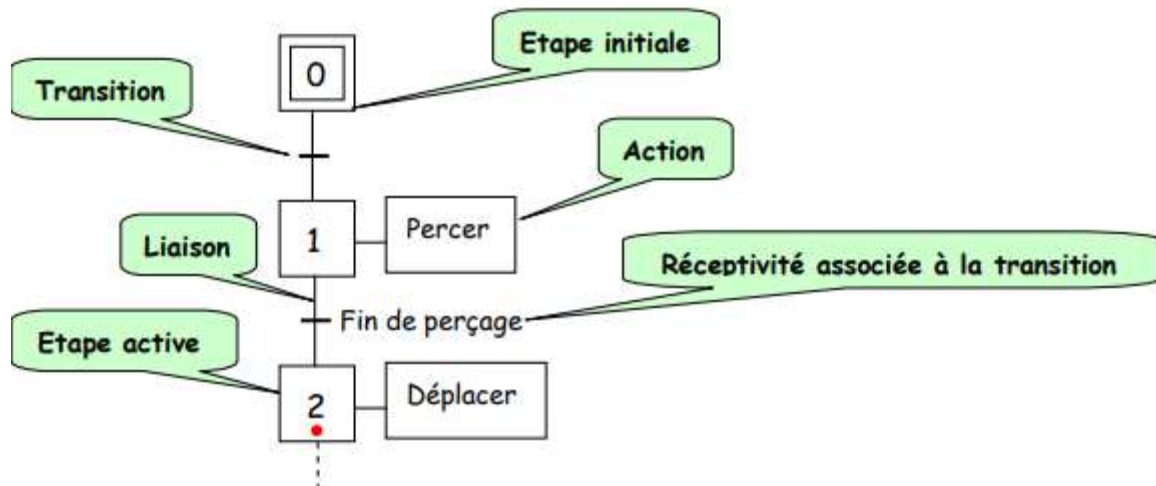 Etape initiale
0
Transition
Action
1
Percer
Liaison
Réceptivité associée à la transition
Fin de perçage
Etape active
2
Déplacer